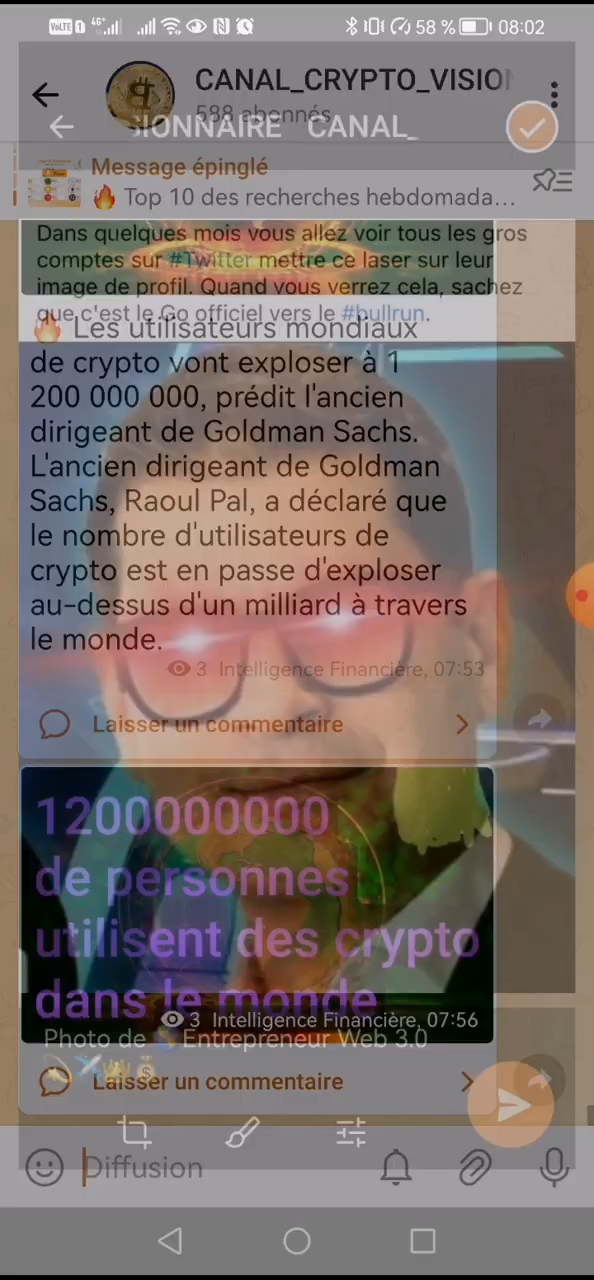 VoLTE 1 4G+ 58 % 08:02
CANAL_CRYPTO_VISION
588 abonnés
IONNAIRE CANAL_
Message épinglé
🔥 Top 10 des recherches hebdomada...
Dans quelques mois vous allez voir tous les gros
comptes sur #Twitter mettre ce laser sur leur
image de profil. Quand vous verrez cela, sachez
que c'est le Go officiel vers le #bullrun.
🔥 Les utilisateurs mondiaux
de crypto vont exploser à 1
200 000 000, prédit l'ancien
dirigeant de Goldman Sachs.
L'ancien dirigeant de Goldman
Sachs, Raoul Pal, a déclaré que
le nombre d'utilisateurs de
crypto est en passe d'exploser
au-dessus d'un milliard à travers
le monde.
3 Intelligence Financière, 07:53
Laisser un commentaire
1200000000
de personnes
utilisent des crypto
dans le monde
3 Intelligence Financière, 07:56
Photo de Entrepreneur Web 3.0
Laisser un commentaire
Diffusion